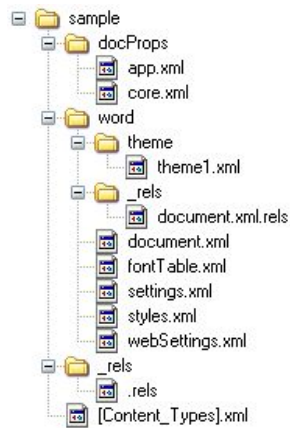 sample
docProps
app.xml
core.xml
word
theme
theme1.xml
_rels
document.xml.rels
document.xml
fontTable.xml
settings.xml
styles.xml
webSettings.xml
_rels
.rels
[Content_Types].xml